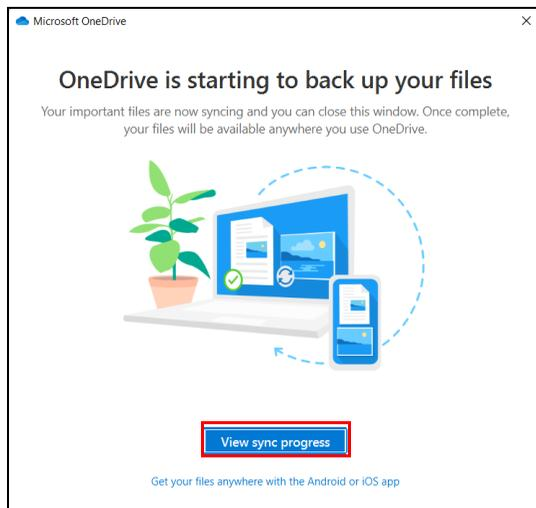 Microsoft OneDrive
OneDrive is starting to back up your files
Your important files are now syncing and you can close this window. Once complete,
your files will be available anywhere you use OneDrive.
View sync progress
Get your files anywhere with the Android or iOS app